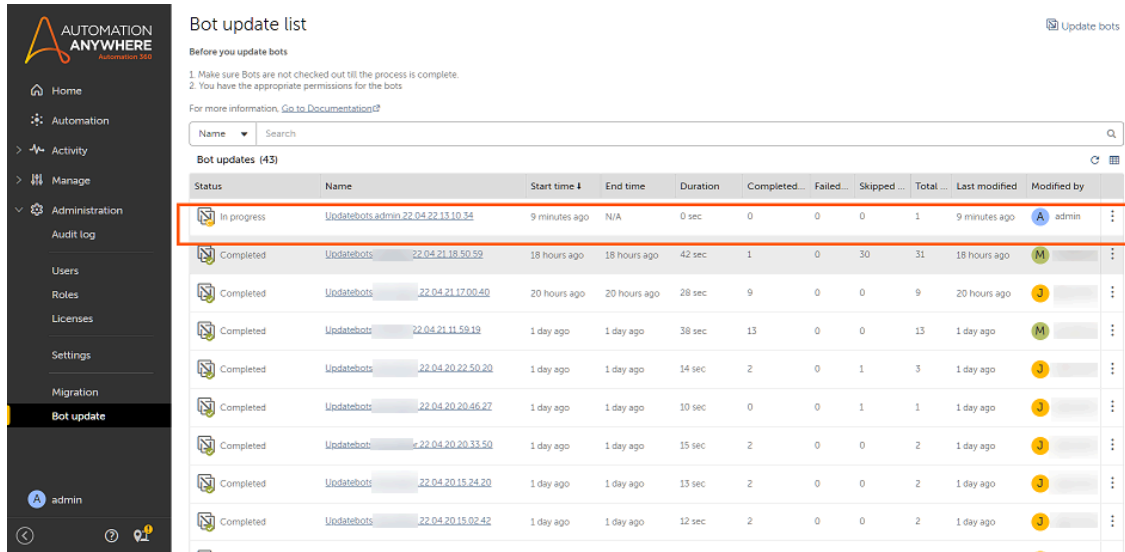 AUTOMATION
ANYWHERE
Automation 360
Home
Automation
Activity
Manage
Administration
Audit log
Users
Roles
Licenses
Settings
Migration
Bot update
A admin
Bot update list
Update bots
Before you update bots
1. Make sure Bots are not checked out till the process is complete.
2. You have the appropriate permissions for the bots
For more information, Go to Documentation
Name Search
Bot updates (43)
Status Name Start time End time Duration Completed... Failed... Skipped ... Total ... Last modified Modified by
In progress Updatebots.admin.22.04.22.13.10.34 9 minutes ago N/A 0 sec 0 0 0 1 9 minutes ago A admin
Completed Updatebots 22.04.21.18.50.59 18 hours ago 18 hours ago 42 sec 1 0 30 31 18 hours ago M
Completed Updatebots .22.04.21.17.00.40 20 hours ago 20 hours ago 28 sec 9 0 0 9 20 hours ago J
Completed Updatebots 22.04.21.11.59.19 1 day ago 1 day ago 38 sec 13 0 0 13 1 day ago M
Completed Updatebots .22.04.20.22.50.20 1 day ago 1 day ago 14 sec 2 0 1 3 1 day ago J
Completed Updatebots .22.04.20.20.46.27 1 day ago 1 day ago 10 sec 0 0 1 1 1 day ago J
Completed Updatebots r.22.04.20.20.33.50 1 day ago 1 day ago 15 sec 2 0 0 2 1 day ago J
Completed Updatebots .22.04.20.15.24.20 1 day ago 1 day ago 13 sec 2 0 0 2 1 day ago J
Completed Updatebots .22.04.20.15.02.42 1 day ago 1 day ago 12 sec 2 0 0 2 1 day ago J